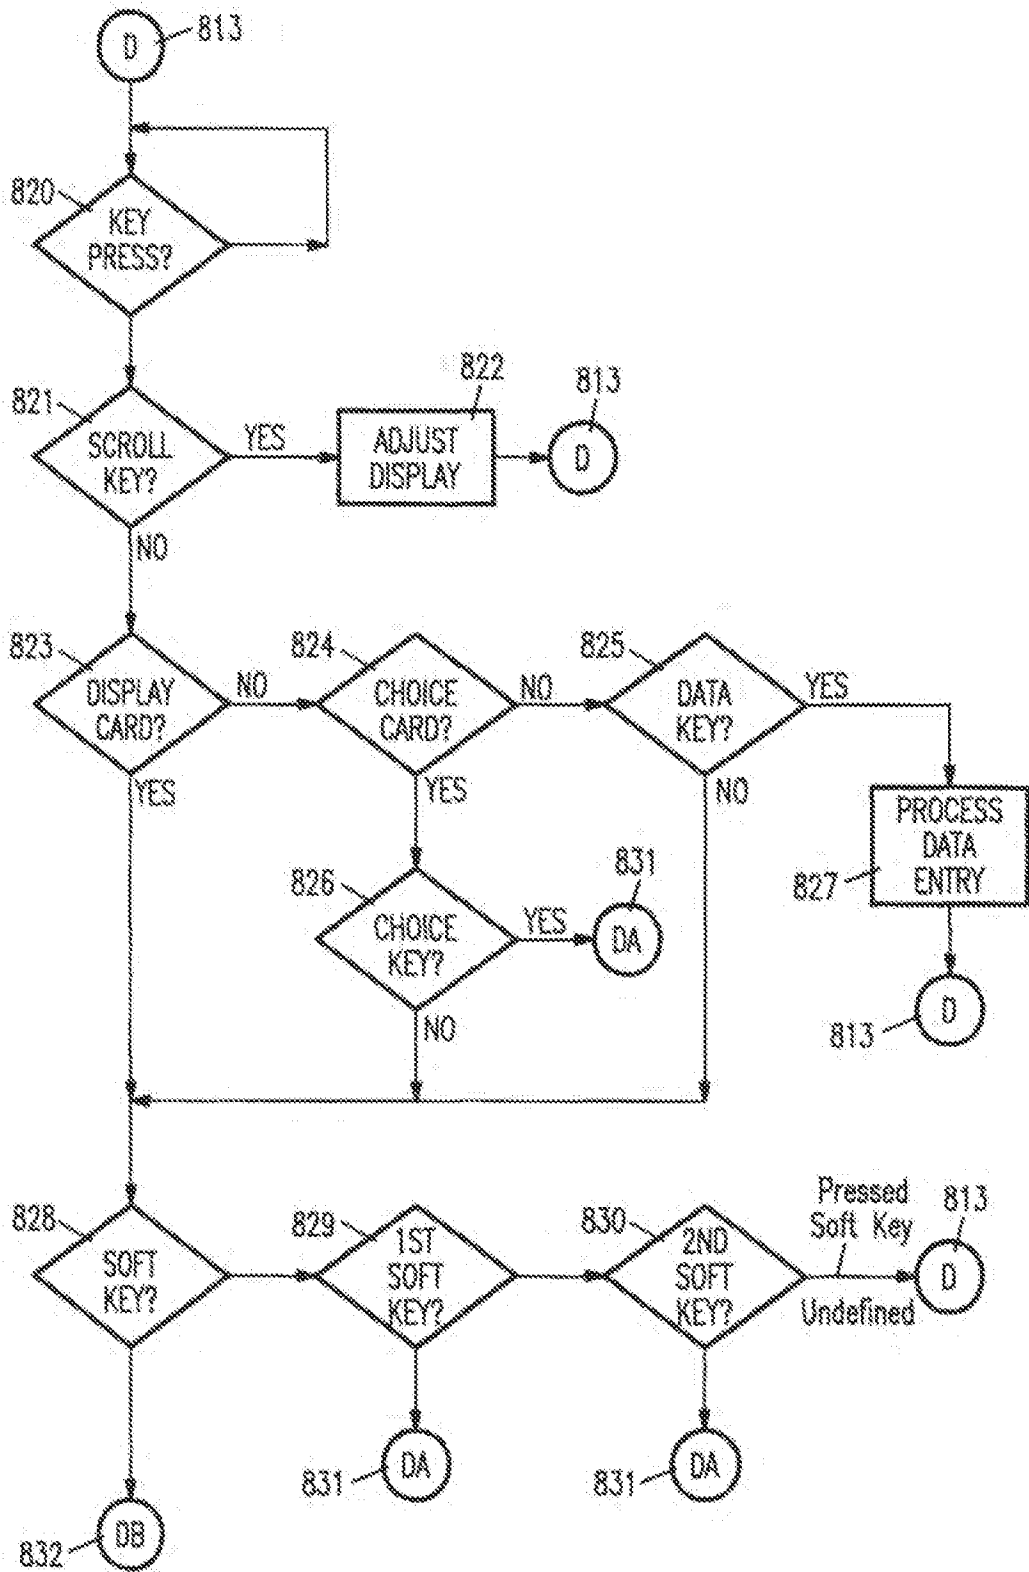 D
813
820
KEY
PRESS?
821
SCROLL
KEY?
YES
822
ADJUST
DISPLAY
813
D
NO
823
DISPLAY
CARD?
NO
824
CHOICE
CARD?
NO
825
DATA
KEY?
YES
YES
YES
NO
PROCESS
DATA
ENTRY
827
826
CHOICE
KEY?
YES
831
DA
NO
D
813
828
SOFT
KEY?
829
1ST
SOFT
KEY?
830
2ND
SOFT
KEY?
Pressed
Soft Key
Undefined
813
D
DA
831
DA
831
DB
832